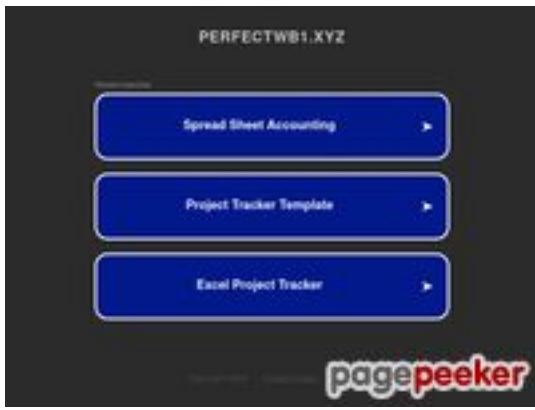 PERFECTWB1.XYZ
Spread Sheet Accounting
➤
Project Tracker Template
➤
Excel Project Tracker
➤
pagepeeker